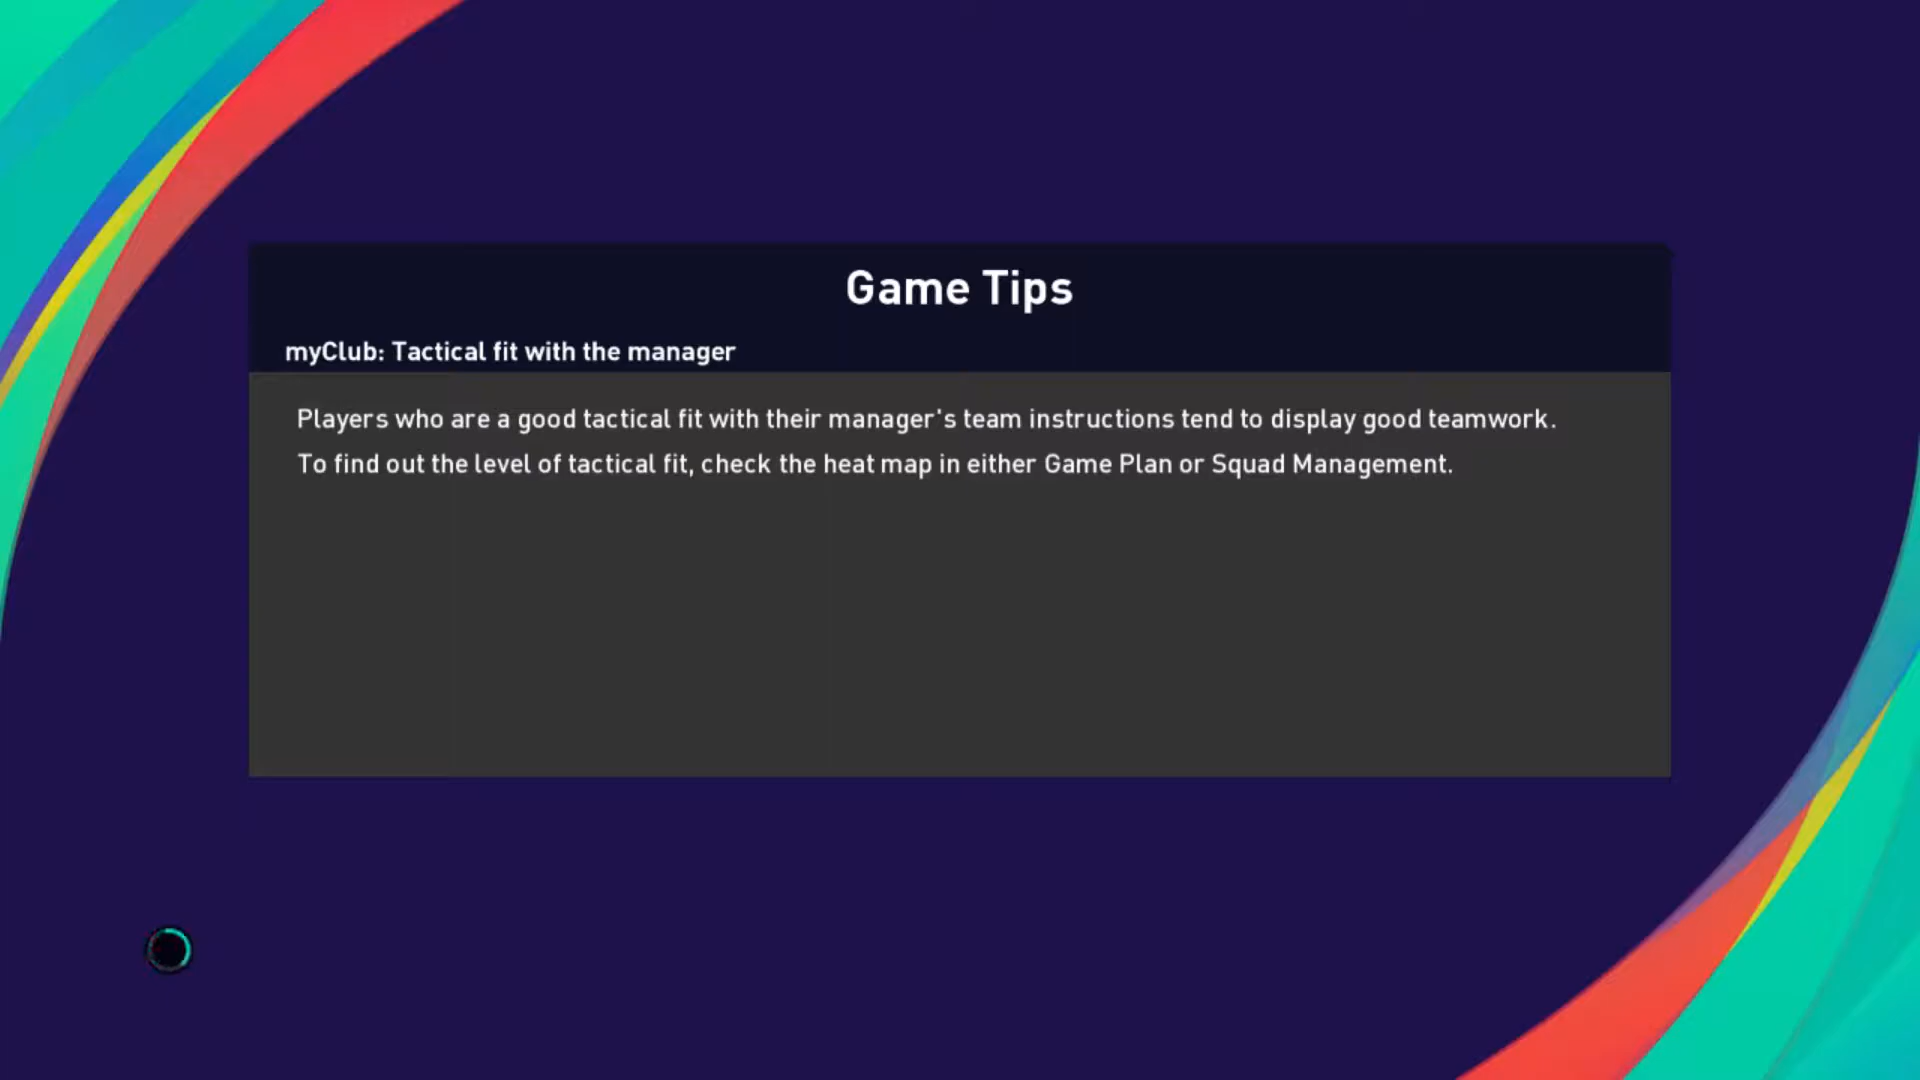 Game Tips
myClub: Tactical fit with the manager
Players who are a good tactical fit with their manager's team instructions tend to display good teamwork.
To find out the level of tactical fit, check the heat map in either Game Plan or Squad Management.